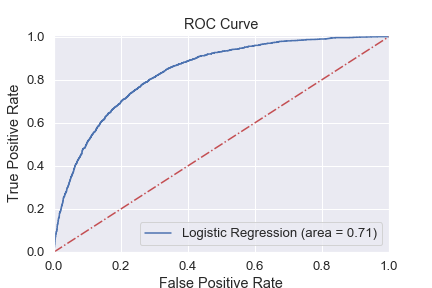 ROC Curve
True Positive Rate
1.0
0.8
0.6
0.4
0.2
0.0
Logistic Regression (area = 0.71)
0.0 0.2 0.4 0.6 0.8 1.0
False Positive Rate